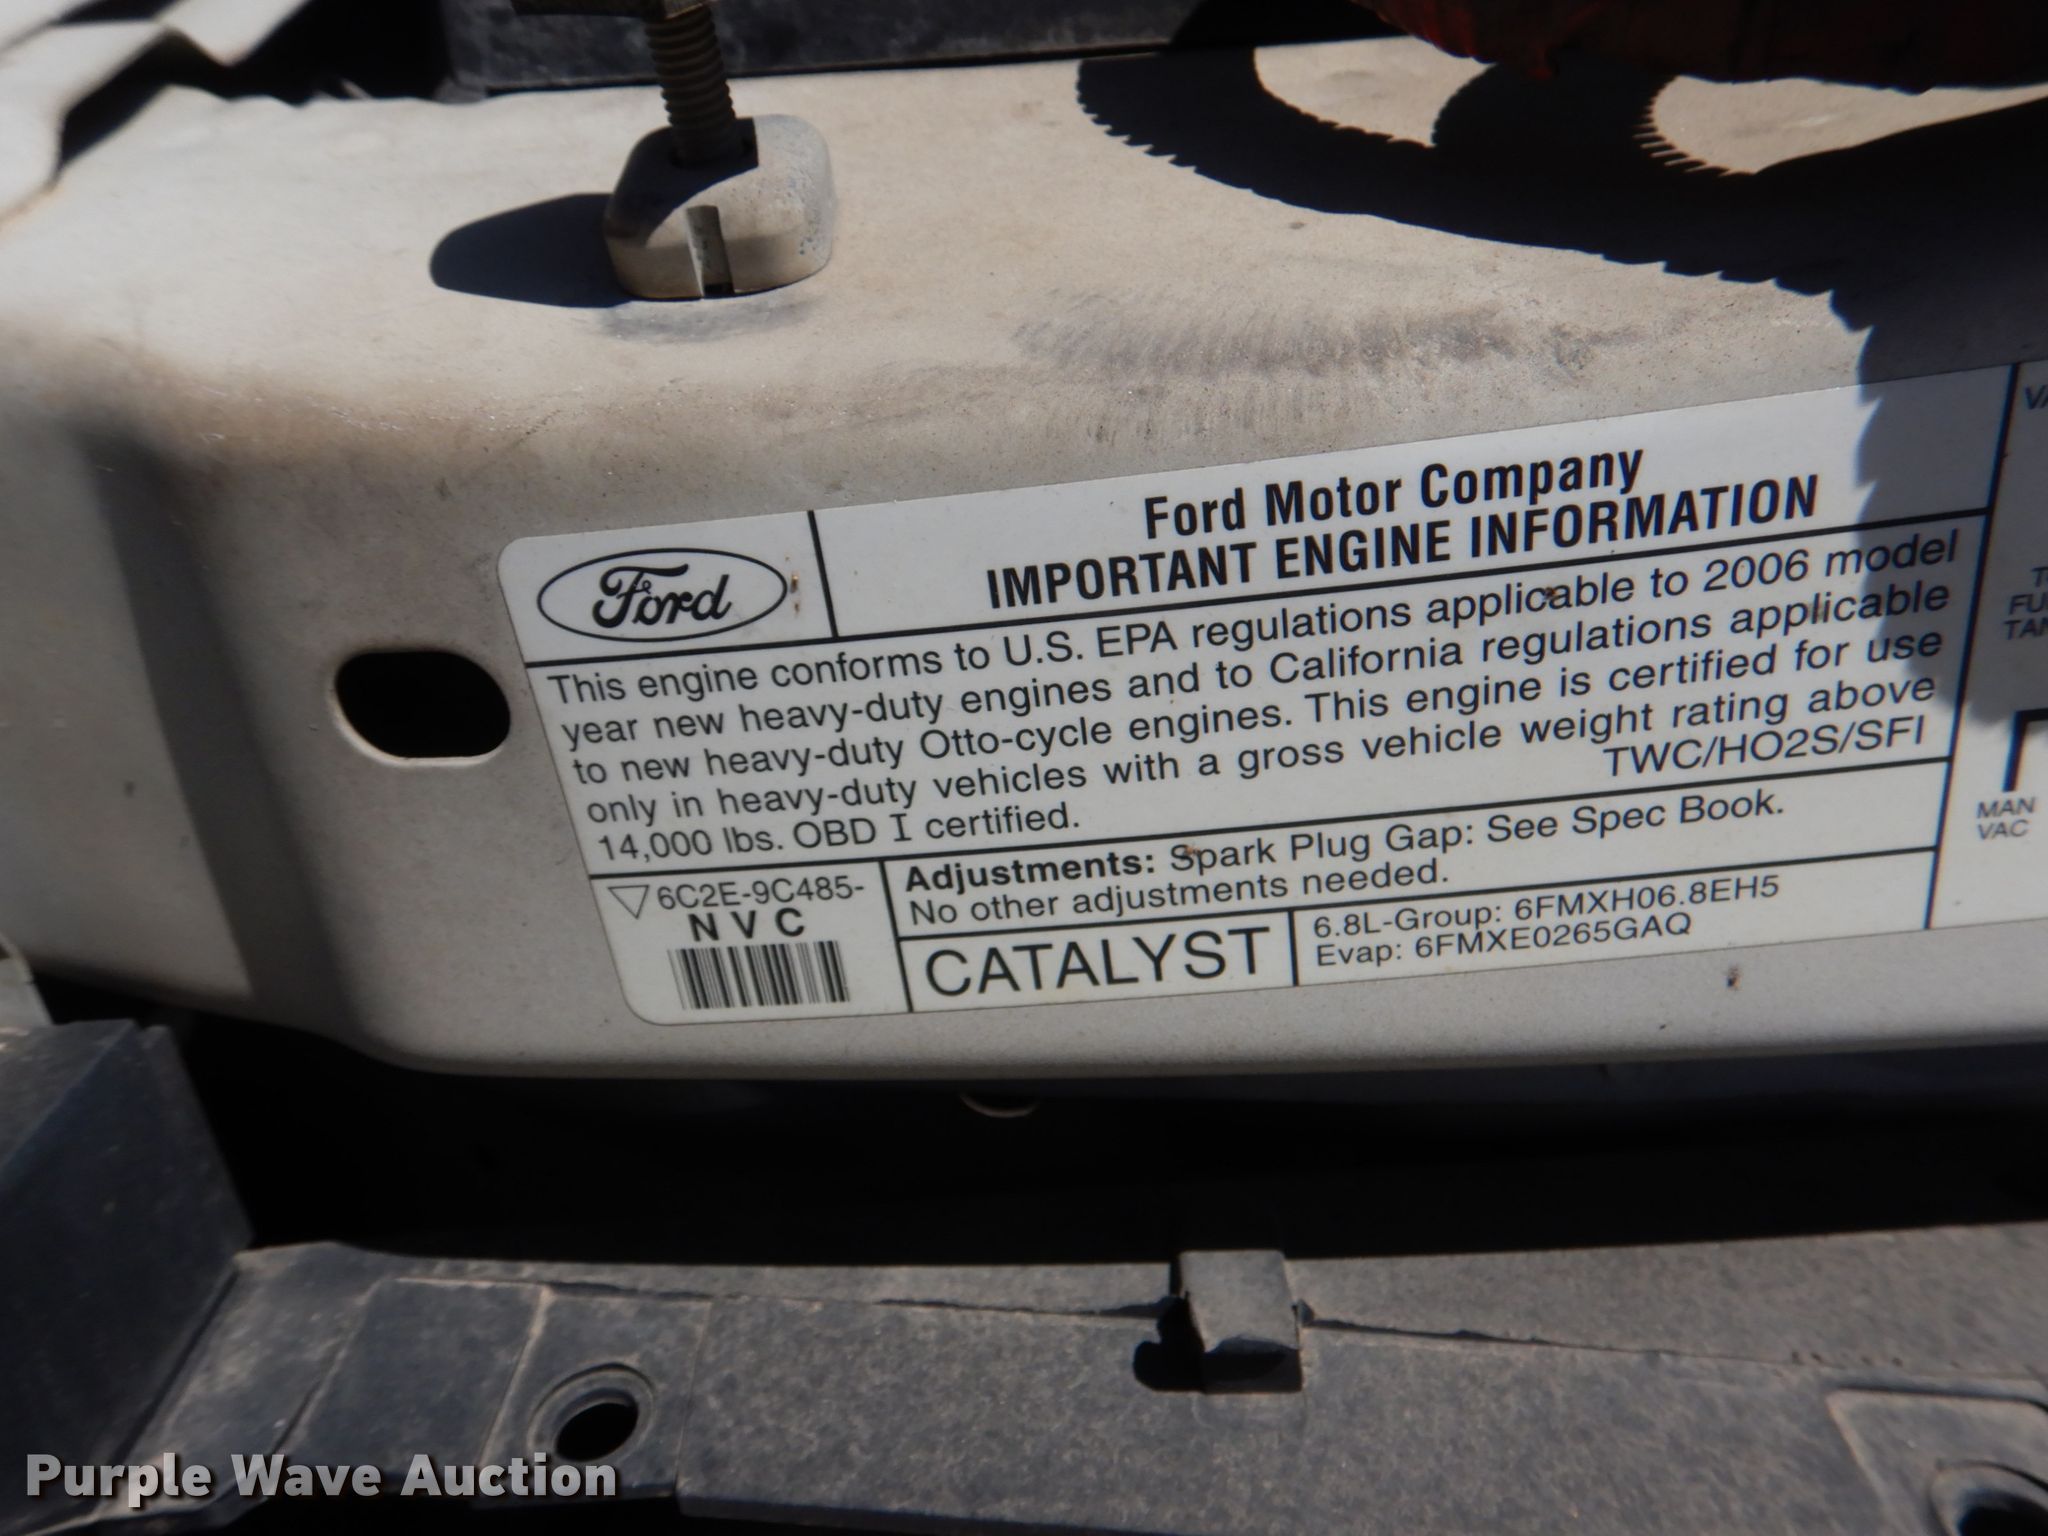 Ford Motor Company
IMPORTANT ENGINE INFORMATION
Ford
This engine conforms to U.S. EPA regulations applicable to 2006 model
year new heavy-duty engines and to California regulations applicable
to new heavy-duty Otto-cycle engines. This engine is certified for use
only in heavy-duty vehicles with a gross vehicle weight rating above
14,000 lbs. OBD I certified.
TWC/HO2S/SFI
6C2E-9C485-
NVC
Adjustments: Spark Plug Gap: See Spec Book.
No other adjustments needed.
CATALYST
6.8L-Group: 6FMXH06.8EH5
Evap: 6FMXE0265GAQ
MAN
VAC
Purple Wave Auction